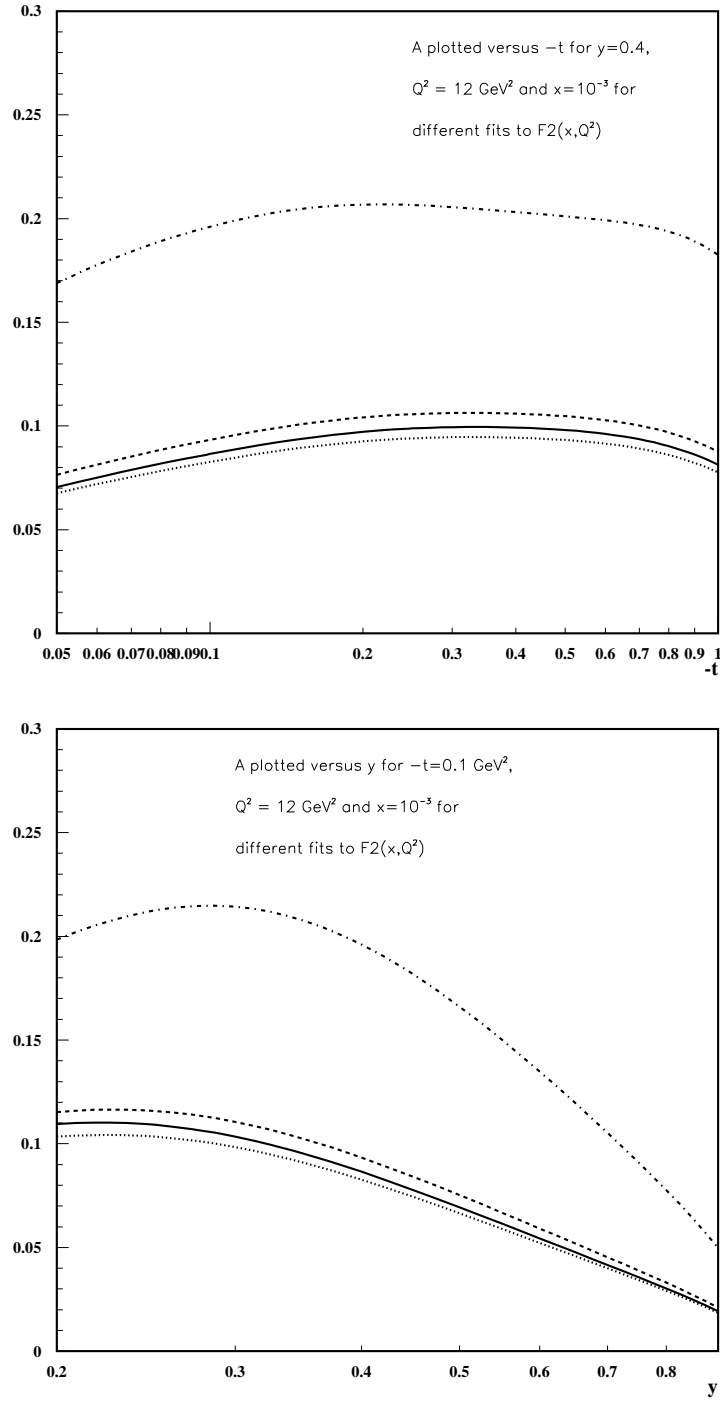 0.3
A plotted versus −t for y=0.4,
Q² = 12 GeV² and x=10⁻³ for
different fits to F2(x,Q²)
0.25
0.2
0.15
0.1
0.05
0
0.05 0.06 0.07 0.08 0.09 0.1 0.2 0.3 0.4 0.5 0.6 0.7 0.8 0.9 1
-t
0.3
A plotted versus y for −t=0.1 GeV²,
Q² = 12 GeV² and x=10⁻³ for
different fits to F2(x,Q²)
0.25
0.2
0.15
0.1
0.05
0
0.2 0.3 0.4 0.5 0.6 0.7 0.8
y